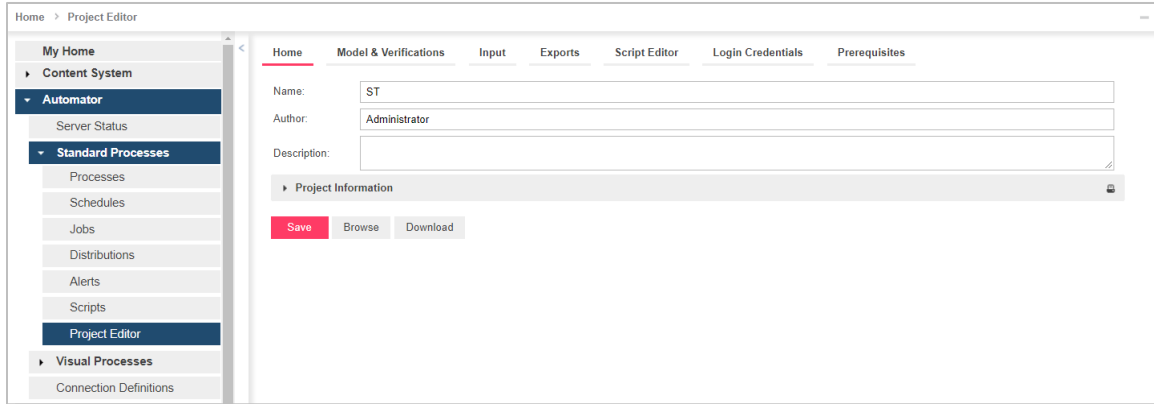 Home > Project Editor
My Home
Content System
Automator
Server Status
Standard Processes
Processes
Schedules
Jobs
Distributions
Alerts
Scripts
Project Editor
Visual Processes
Connection Definitions
Home Model & Verifications Input Exports Script Editor Login Credentials Prerequisites
Name: ST
Author: Administrator
Description:
Project Information
Save Browse Download